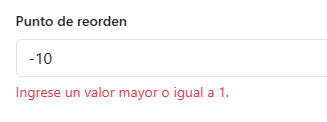 Punto de reorden
-10
Ingrese un valor mayor o igual a 1.